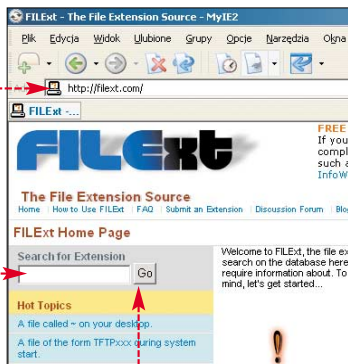 FILExt - The File Extension Source - MyIE2
Plik Edycja Widok Ulubione Grupy Opcje Narzędzia Okna
http://filext.com/
FILExt -...
FILExt
FREE
If you
compl
such a
InfoW
The File Extension Source
Home How to Use FILExt FAQ Submit an Extension Discussion Forum Blog
FILExt Home Page
Search for Extension
Go
Welcome to FILExt, the file ex
search on the database here
require information about. To
mind, let's get started...
Hot Topics
A file called ~ on your desktop.
A file of the form TFTPxxx during system
start.
!